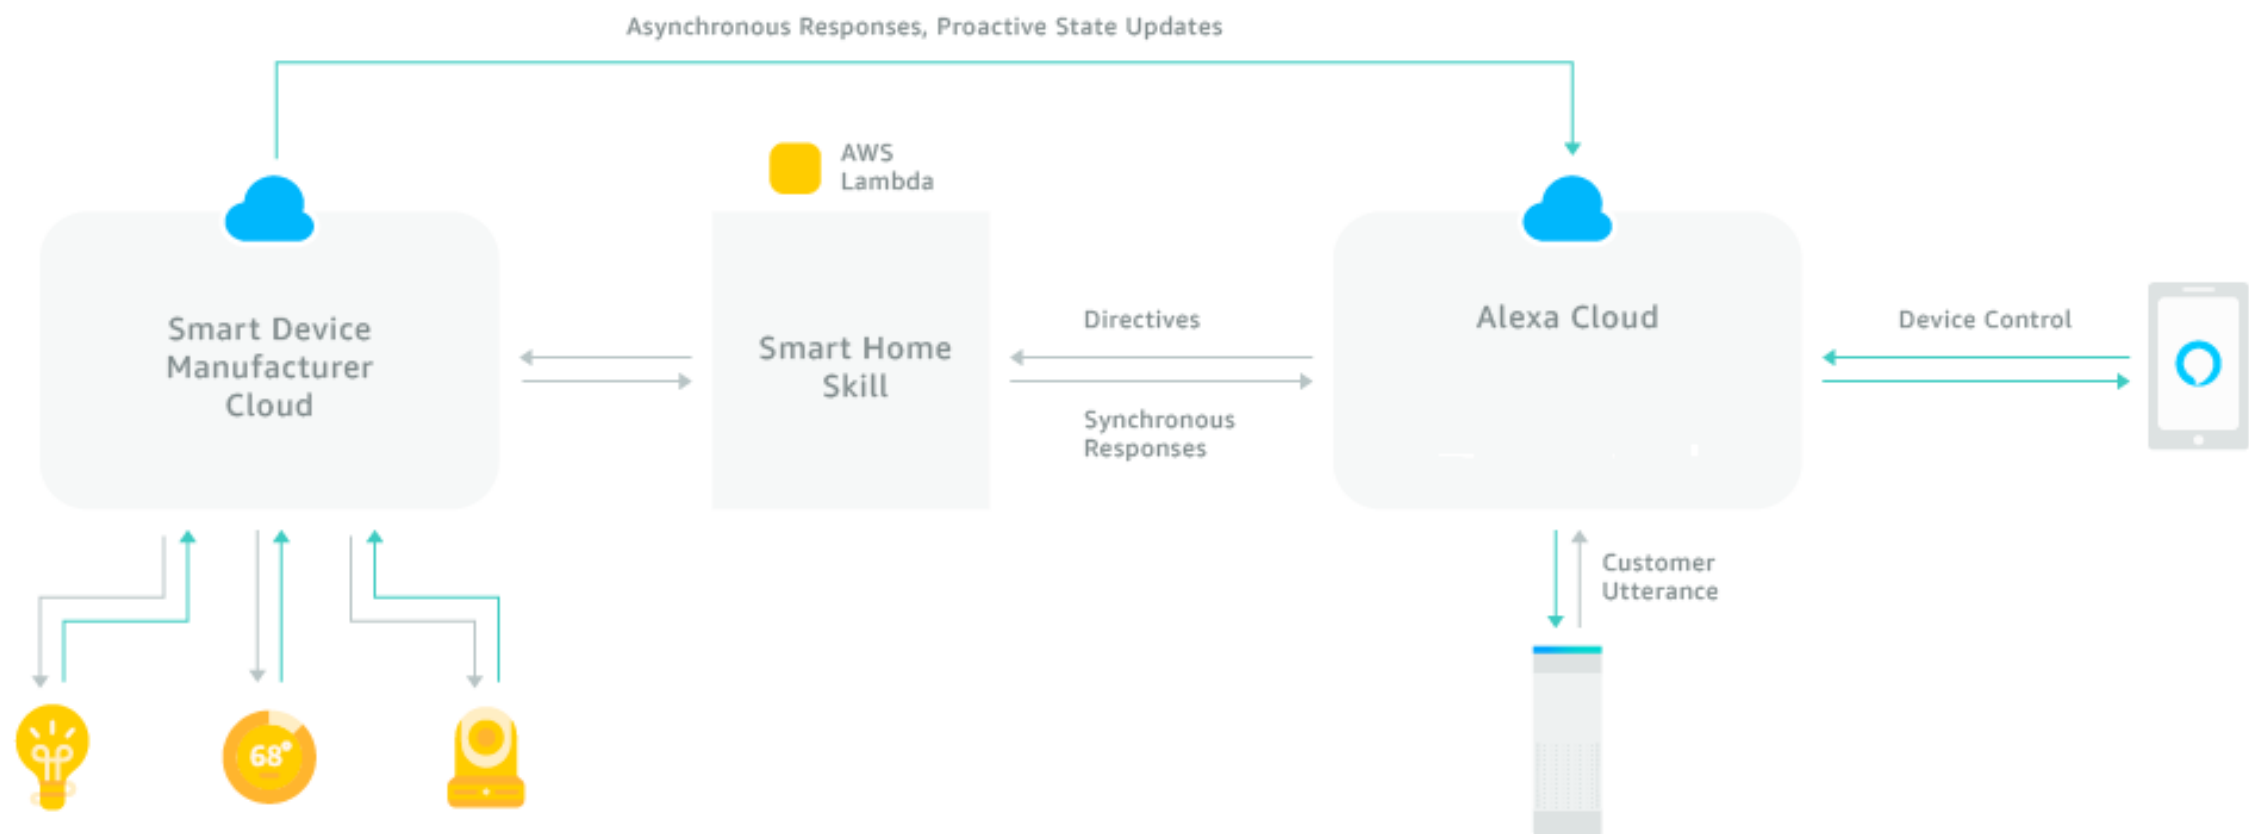 Asynchronous Responses, Proactive State Updates
AWS
Lambda
Smart Device
Manufacturer
Cloud
Smart Home
Skill
Directives
Synchronous
Responses
Alexa Cloud
Device Control
Customer
Utterance
68°